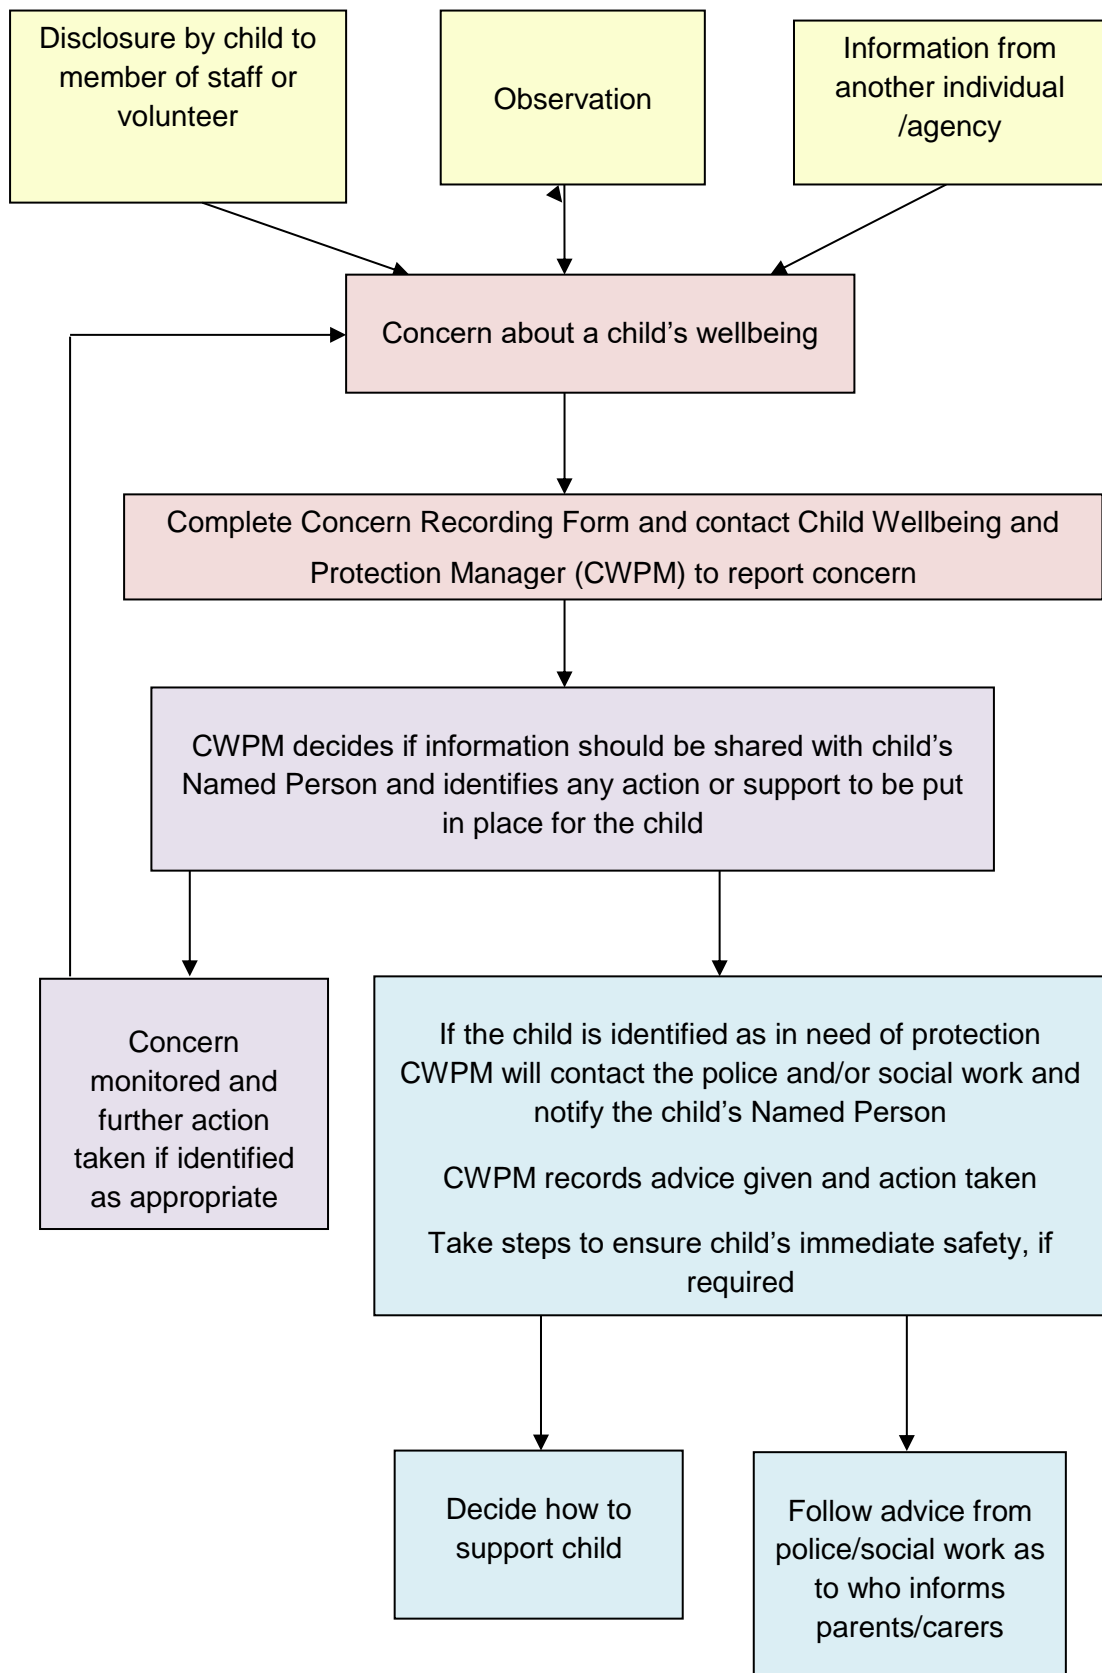 Disclosure by child to
member of staff or
volunteer
Observation
Information from
another individual
/agency
Concern about a child’s wellbeing
Complete Concern Recording Form and contact Child Wellbeing and
Protection Manager (CWPM) to report concern
CWPM decides if information should be shared with child’s
Named Person and identifies any action or support to be put
in place for the child
Concern
monitored and
further action
taken if identified
as appropriate
If the child is identified as in need of protection
CWPM will contact the police and/or social work and
notify the child’s Named Person
CWPM records advice given and action taken
Take steps to ensure child’s immediate safety, if
required
Decide how to
support child
Follow advice from
police/social work as
to who informs
parents/carers